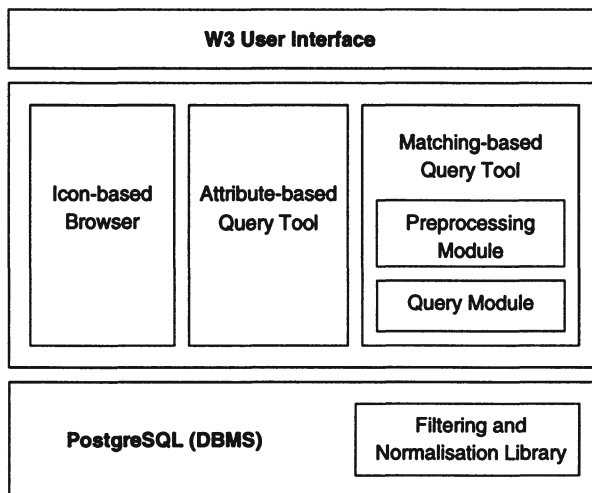 W3 User Interface
Icon-based
Browser
Attribute-based
Query Tool
Matching-based
Query Tool
Preprocessing
Module
Query Module
PostgreSQL (DBMS)
Filtering and
Normalisation Library